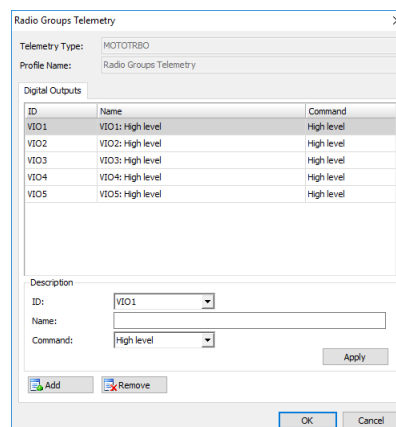 Radio Groups Telemetry
Telemetry Type: MOTOTRBO
Profile Name: Radio Groups Telemetry
Digital Outputs
ID Name Command
VIO1 VIO1: High level High level
VIO2 VIO2: High level High level
VIO3 VIO3: High level High level
VIO4 VIO4: High level High level
VIO5 VIO5: High level High level
Description
ID: VIO1
Name:
Command: High level
Apply
Add Remove
OK Cancel